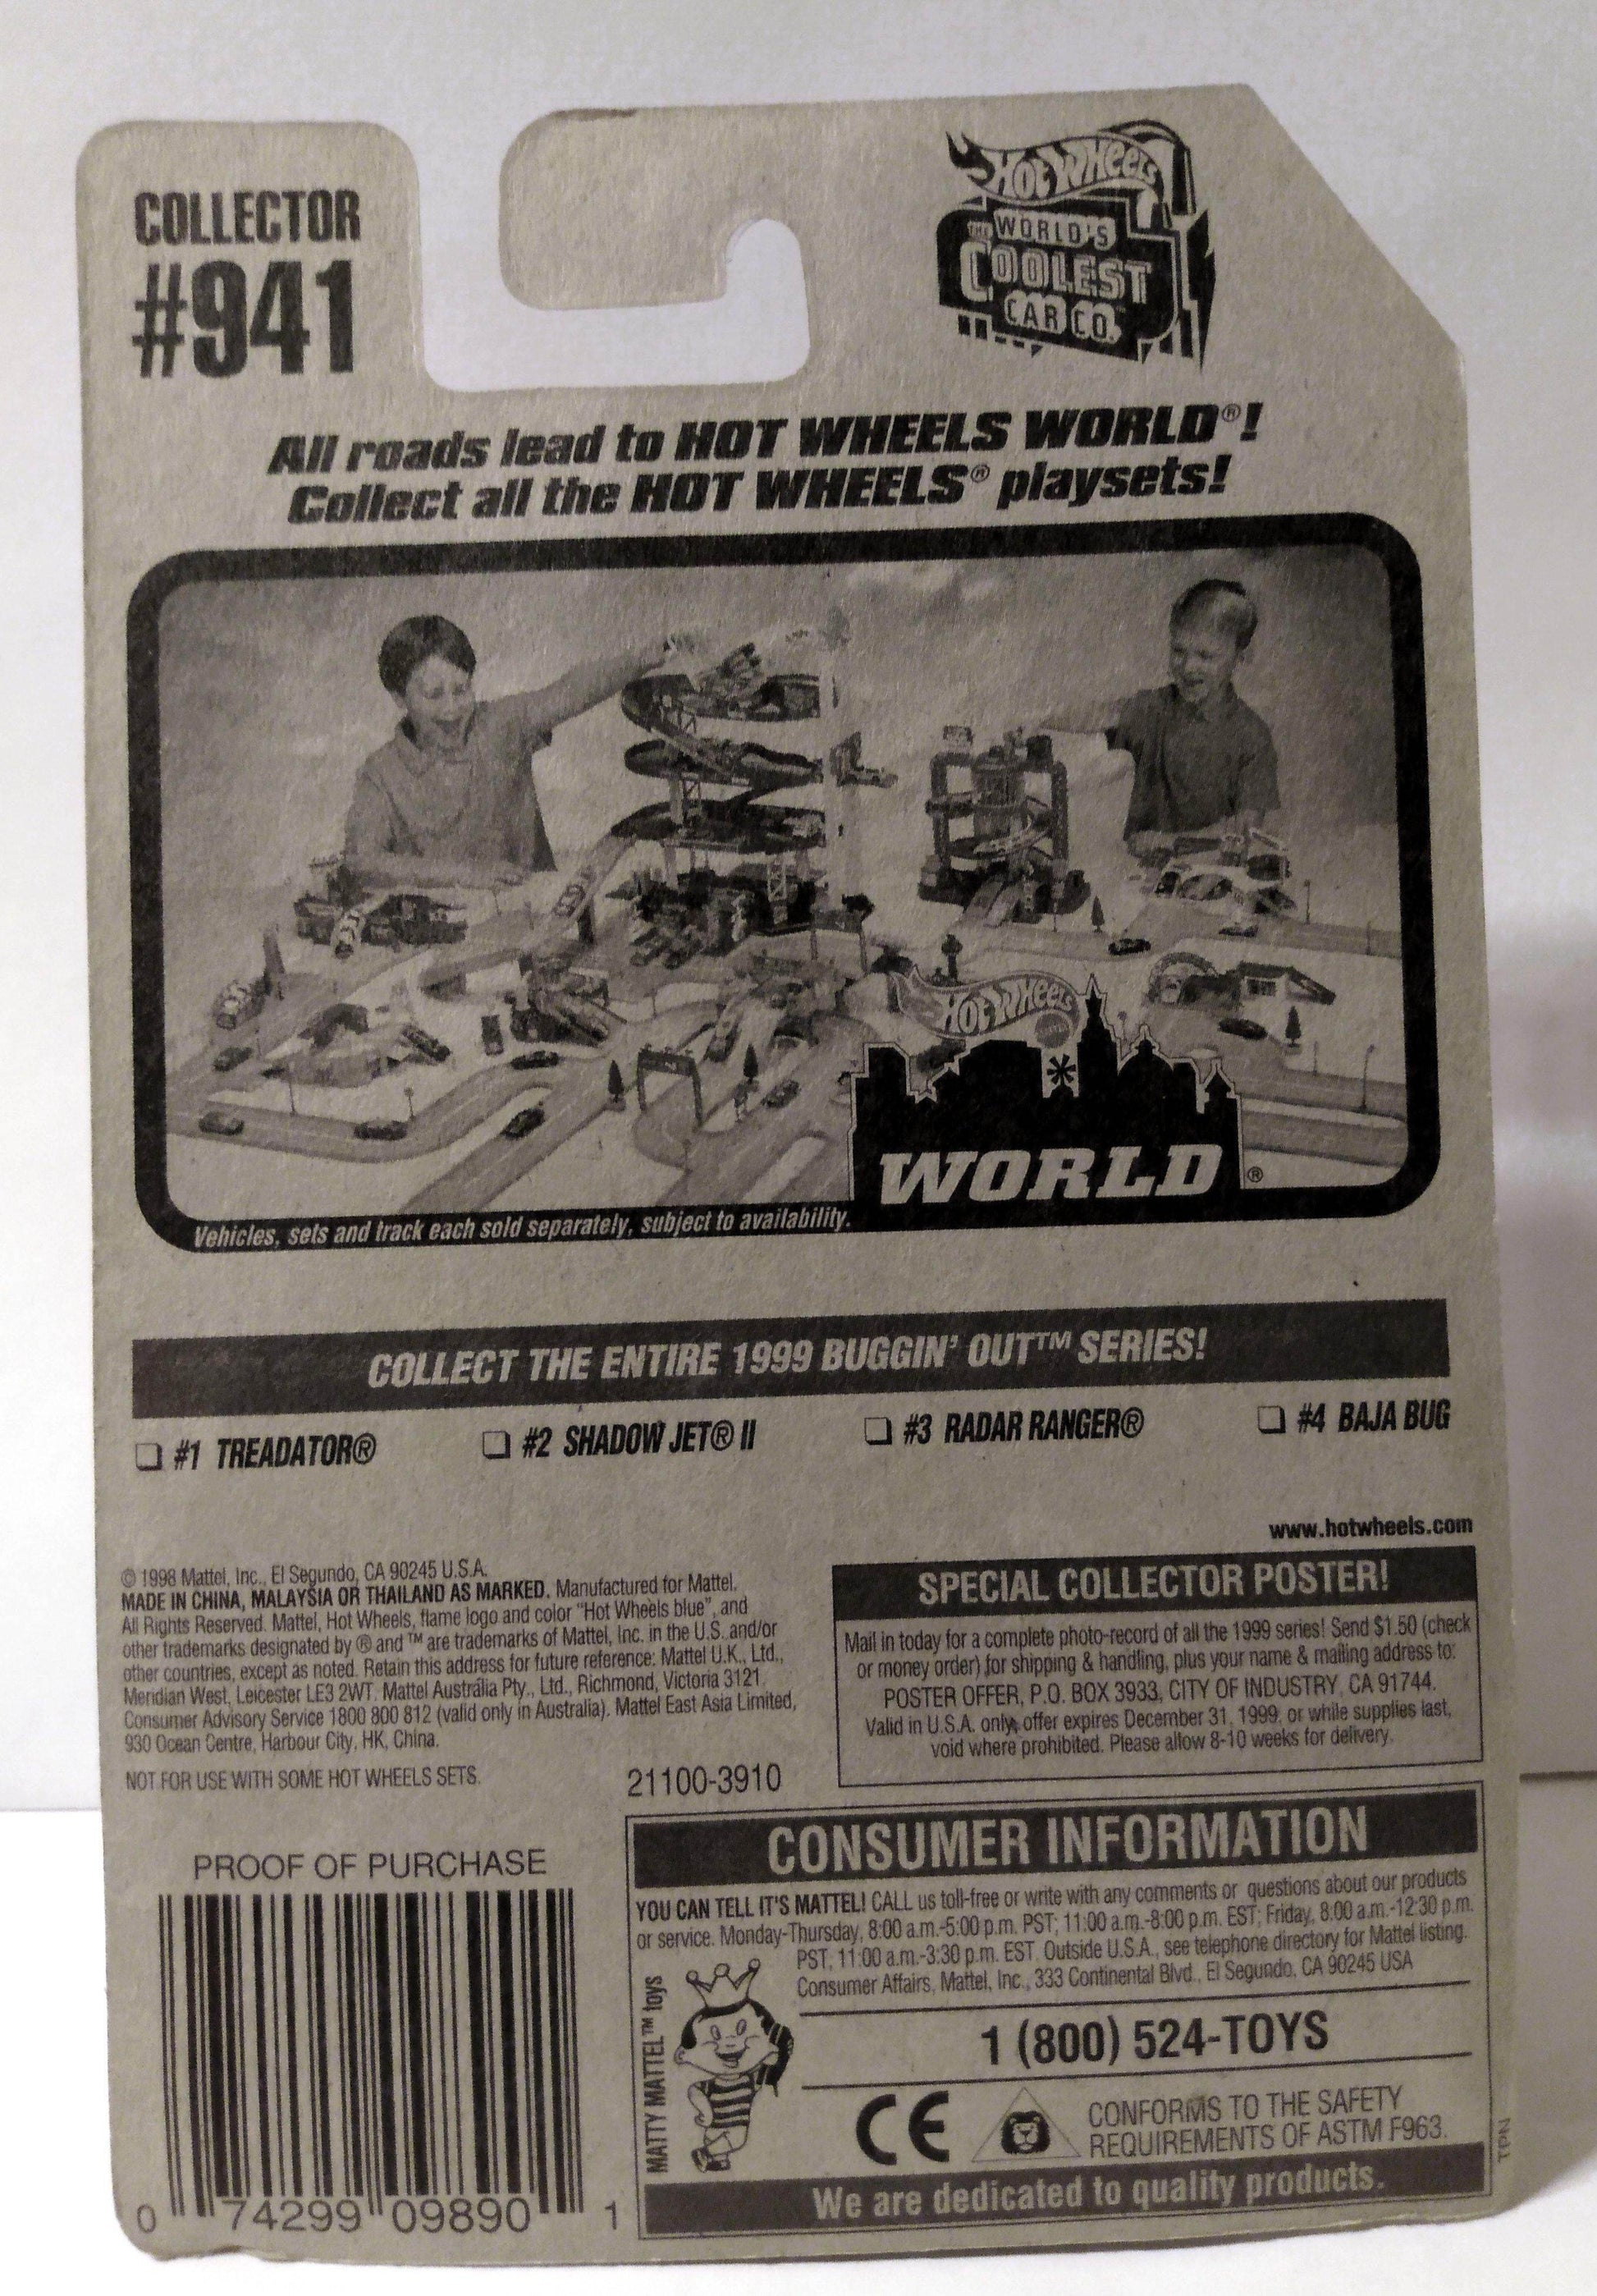 COLLECTOR
#941
HOT WHEELS
THE WORLD'S
COOLEST
CAR CO.
All roads lead to HOT WHEELS WORLD®!
Collect all the HOT WHEELS® playsets!
HOT WHEELS
WORLD®
Vehicles, sets and track each sold separately, subject to availability.
COLLECT THE ENTIRE 1999 BUGGIN' OUT™ SERIES!
❏ #1 TREADATOR® ❏ #2 SHADOW JET® II ❏ #3 RADAR RANGER® ❏ #4 BAJA BUG
www.hotwheels.com
© 1998 Mattel, Inc., El Segundo, CA 90245 U.S.A.
MADE IN CHINA, MALAYSIA OR THAILAND AS MARKED. Manufactured for Mattel.
All Rights Reserved. Mattel, Hot Wheels, flame logo and color "Hot Wheels blue", and
other trademarks designated by ® and ™ are trademarks of Mattel, Inc. in the U.S. and/or
other countries, except as noted. Retain this address for future reference: Mattel U.K., Ltd.,
Meridian West, Leicester LE3 2WT. Mattel Australia Pty., Ltd., Richmond, Victoria 3121.
Consumer Advisory Service 1800 800 812 (valid only in Australia). Mattel East Asia Limited,
930 Ocean Centre, Harbour City, HK, China.
NOT FOR USE WITH SOME HOT WHEELS SETS.
21100-3910
SPECIAL COLLECTOR POSTER!
Mail in today for a complete photo-record of all the 1999 series! Send $1.50 (check
or money order) for shipping & handling, plus your name & mailing address to:
POSTER OFFER, P.O. BOX 3933, CITY OF INDUSTRY, CA 91744.
Valid in U.S.A. only, offer expires December 31, 1999, or while supplies last,
void where prohibited. Please allow 8-10 weeks for delivery.
PROOF OF PURCHASE
0 74299 09890 1
CONSUMER INFORMATION
YOU CAN TELL IT'S MATTEL! CALL us toll-free or write with any comments or questions about our products
or service. Monday-Thursday, 8:00 a.m.-5:00 p.m. PST; 11:00 a.m.-8:00 p.m. EST; Friday, 8:00 a.m.-12:30 p.m.
PST, 11:00 a.m.-3:30 p.m. EST. Outside U.S.A., see telephone directory for Mattel listing.
Consumer Affairs, Mattel, Inc., 333 Continental Blvd., El Segundo, CA 90245 USA
MATTY MATTEL™ toys
1 (800) 524-TOYS
CE
CONFORMS TO THE SAFETY
REQUIREMENTS OF ASTM F963.
We are dedicated to quality products.
TPN